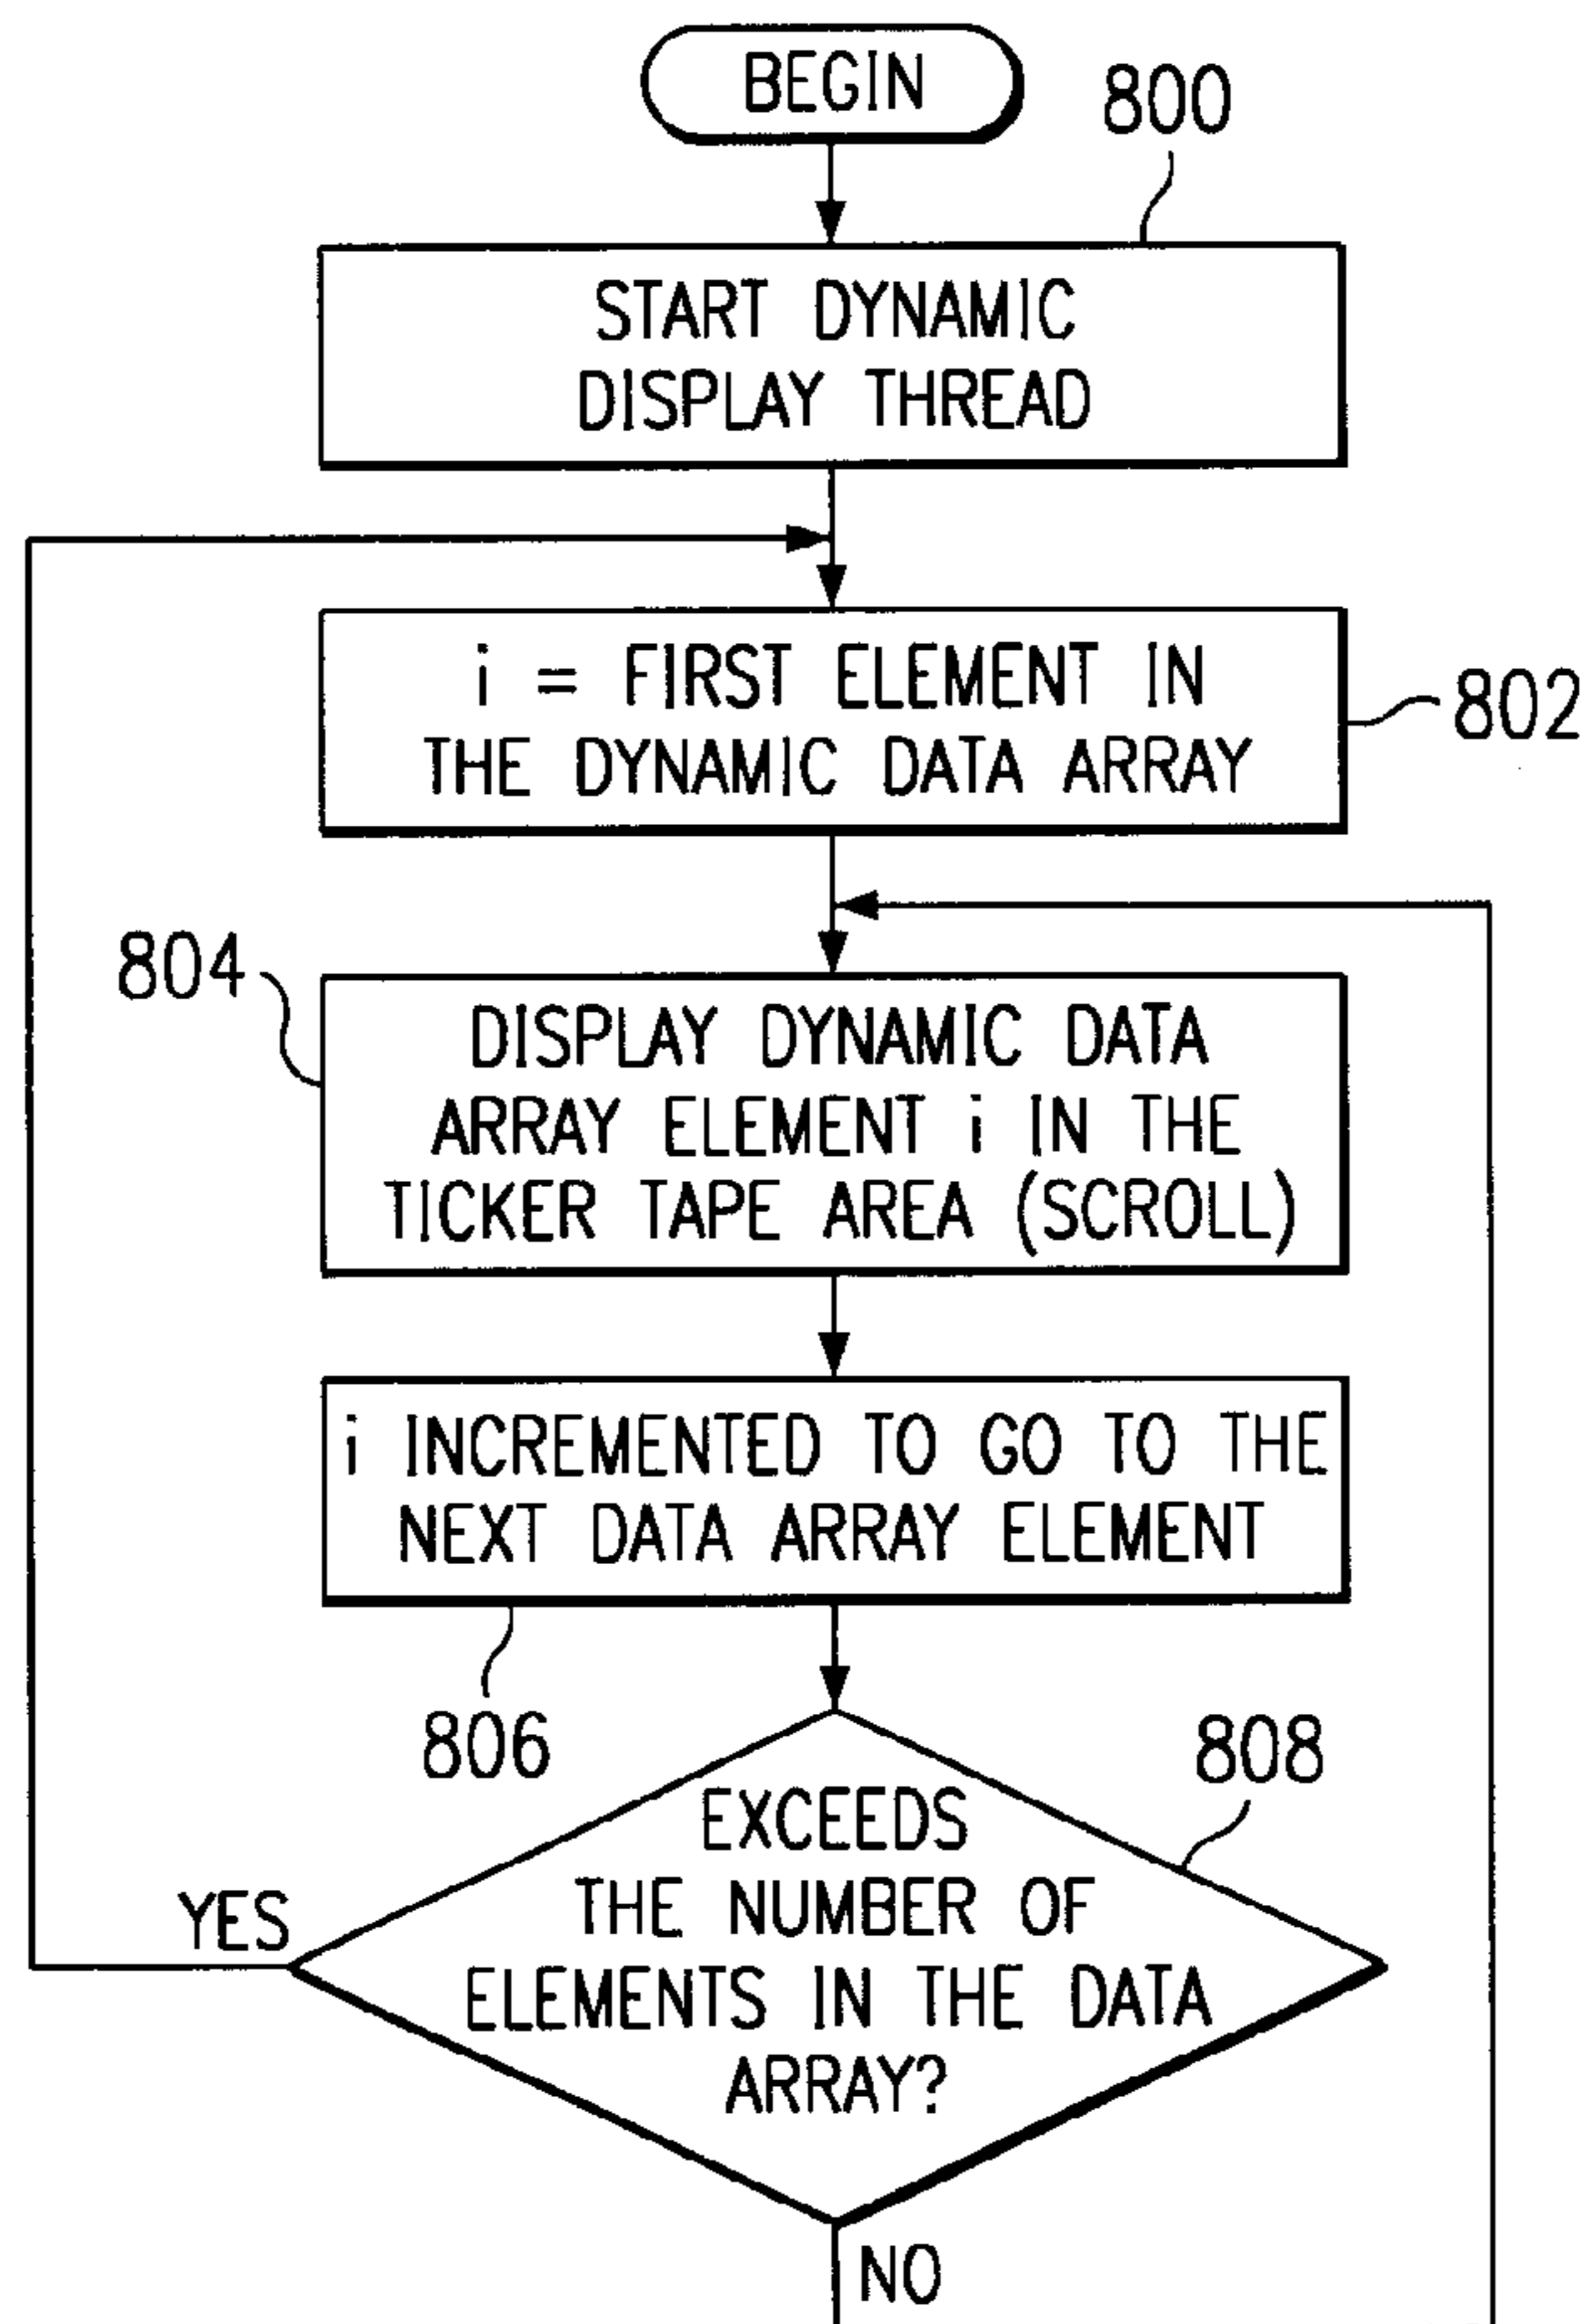 BEGIN
800
START DYNAMIC
DISPLAY THREAD
i = FIRST ELEMENT IN
THE DYNAMIC DATA ARRAY
802
804
DISPLAY DYNAMIC DATA
ARRAY ELEMENT i IN THE
TICKER TAPE AREA (SCROLL)
i INCREMENTED TO GO TO THE
NEXT DATA ARRAY ELEMENT
806
808
EXCEEDS
THE NUMBER OF
ELEMENTS IN THE DATA
ARRAY?
YES
NO